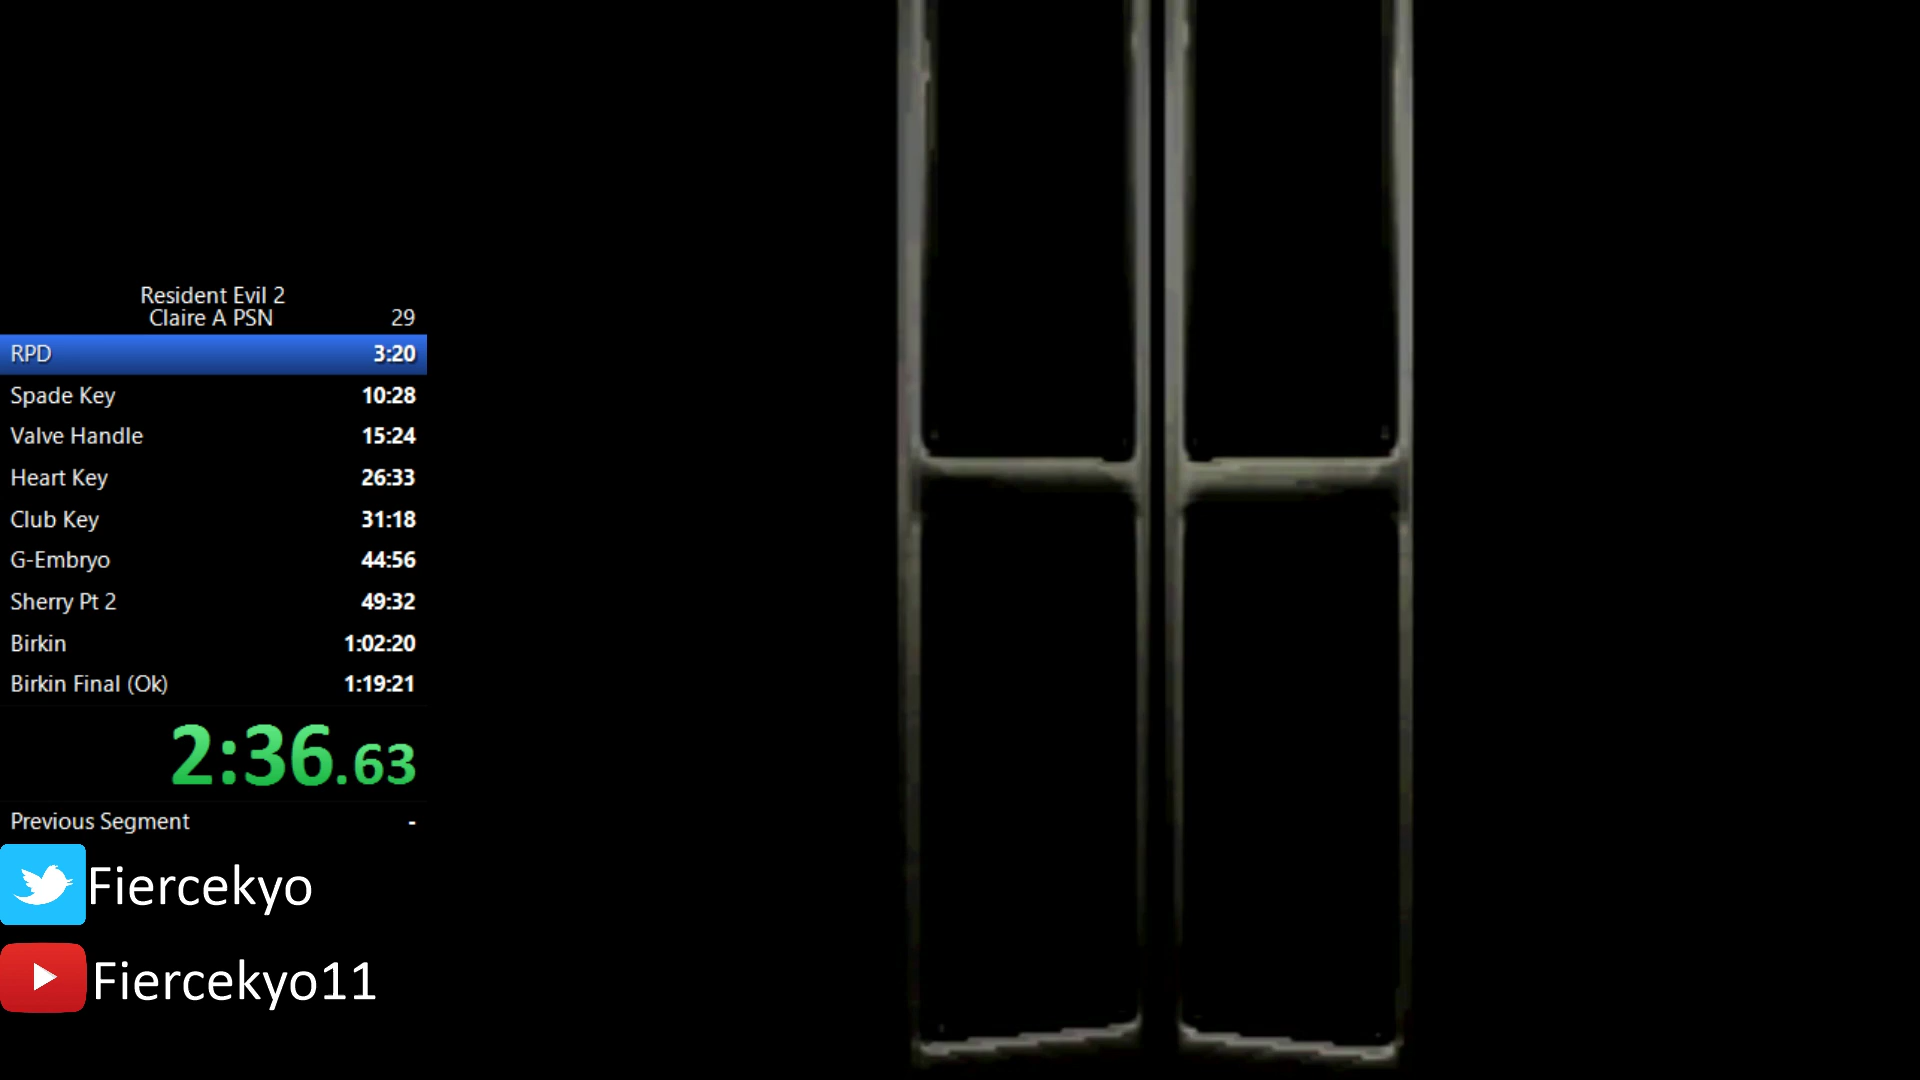 Resident Evil 2
Claire A PSN 29
RPD 3:20
Spade Key 10:28
Valve Handle 15:24
Heart Key 26:33
Club Key 31:18
G-Embryo 44:56
Sherry Pt 2 49:32
Birkin 1:02:20
Birkin Final (Ok) 1:19:21
2:36.63
Previous Segment -
Fiercekyo
Fiercekyo11